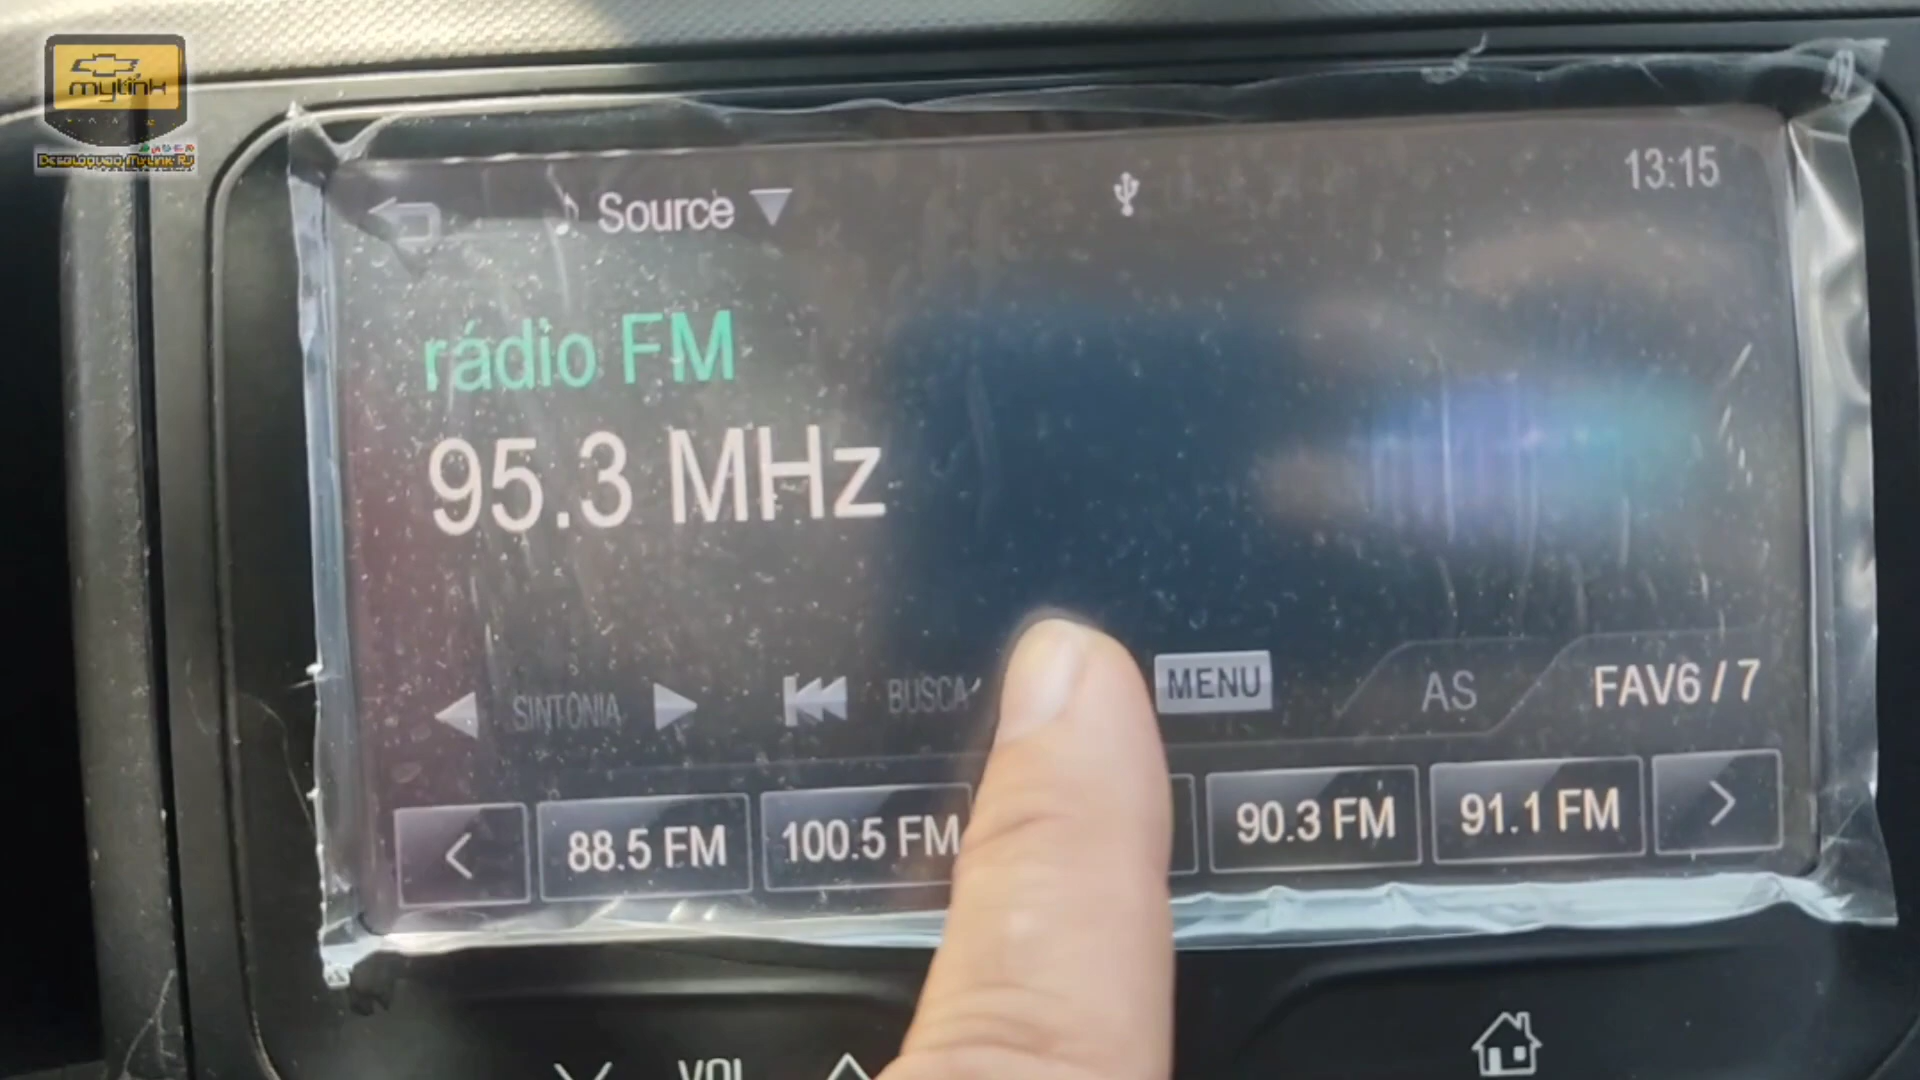 mylink
Desbloqueio Mylink RJ
Source
13:15
rádio FM
95.3 MHz
SINTONIA
BUSCA
MENU
AS
FAV6 / 7
<
88.5 FM
100.5 FM
90.3 FM
91.1 FM
>
VOL